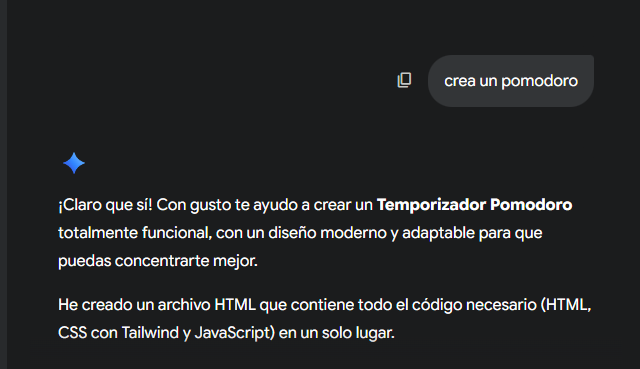 crea un pomodoro
¡Claro que sí! Con gusto te ayudo a crear un Temporizador Pomodoro
totalmente funcional, con un diseño moderno y adaptable para que
puedas concentrarte mejor.
He creado un archivo HTML que contiene todo el código necesario (HTML,
CSS con Tailwind y JavaScript) en un solo lugar.